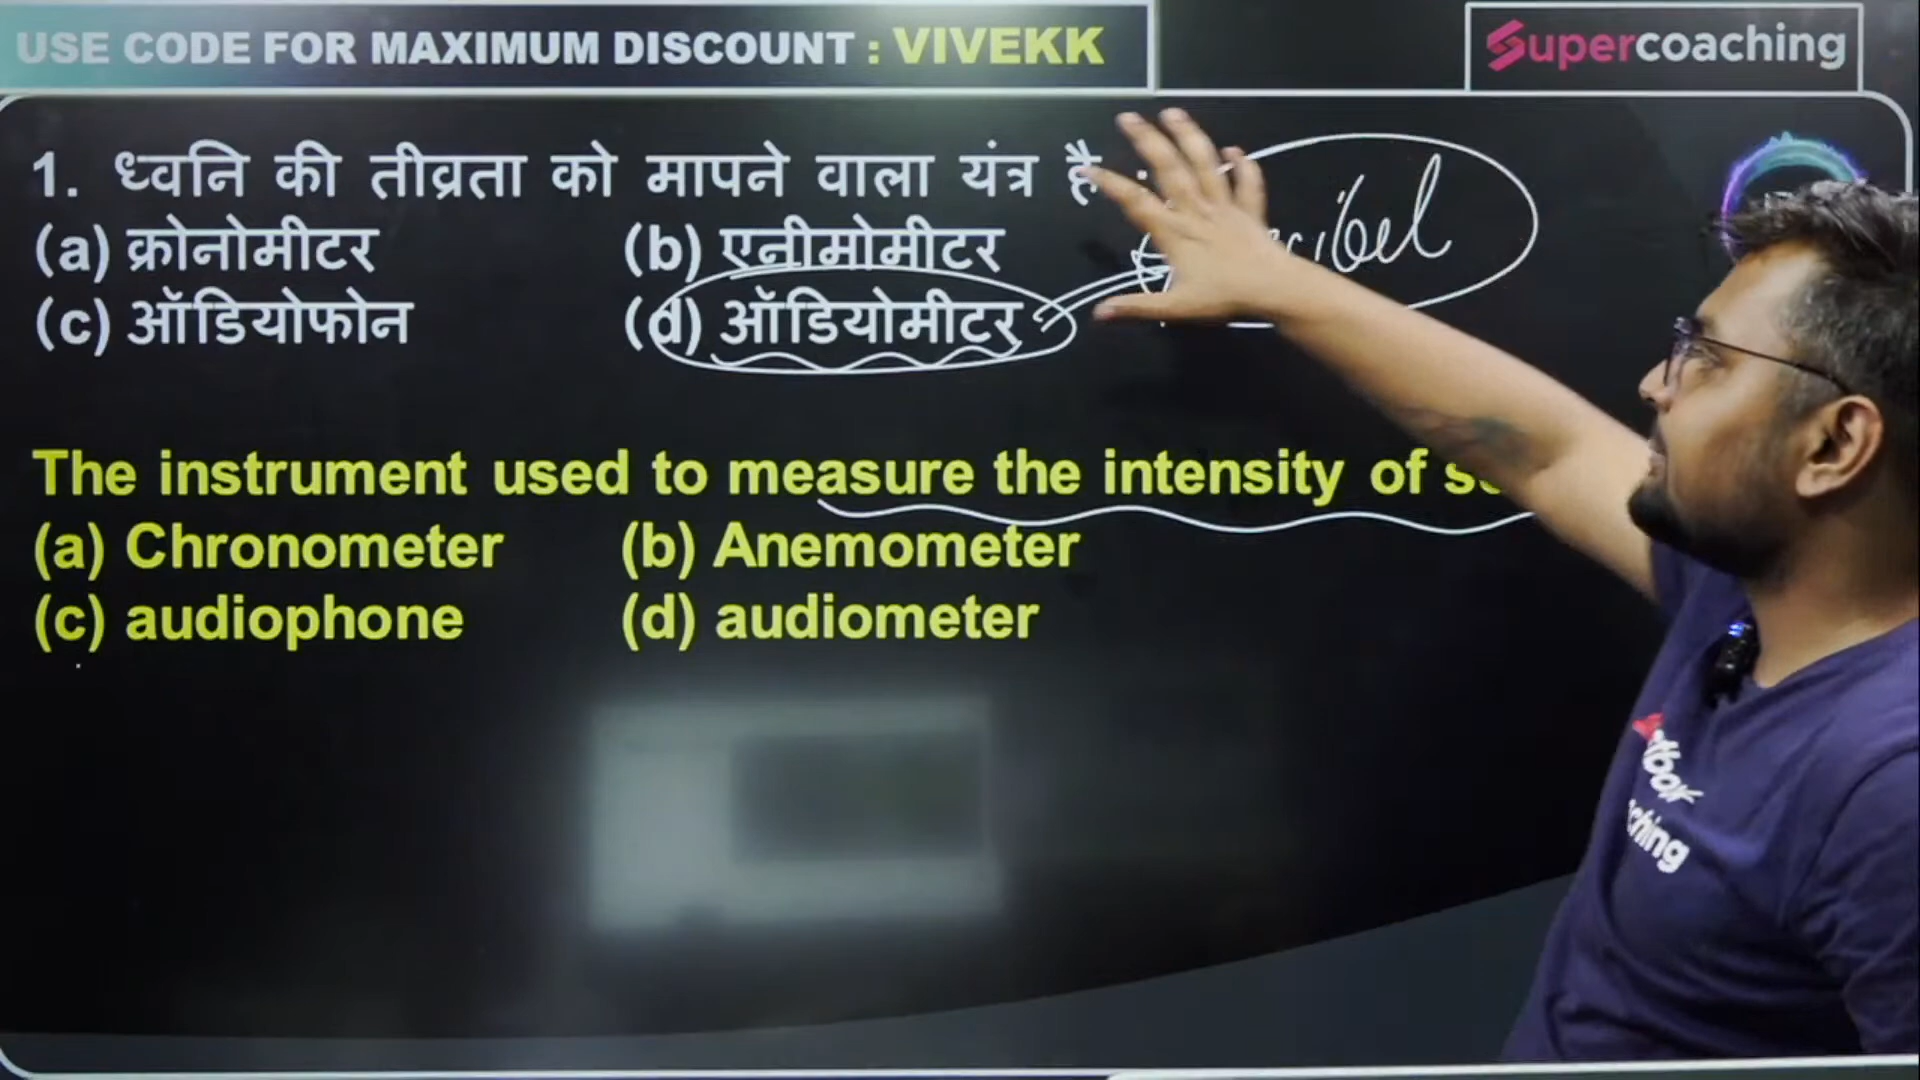 USE CODE FOR MAXIMUM DISCOUNT : VIVEKK
Supercoaching
1. ध्वनि की तीव्रता को मापने वाला यंत्र है :
(a) क्रोनोमीटर (b) एनीमोमीटर
(c) ऑडियोफोन (d) ऑडियोमीटर
The instrument used to measure the intensity of
(a) Chronometer (b) Anemometer
(c) audiophone (d) audiometer